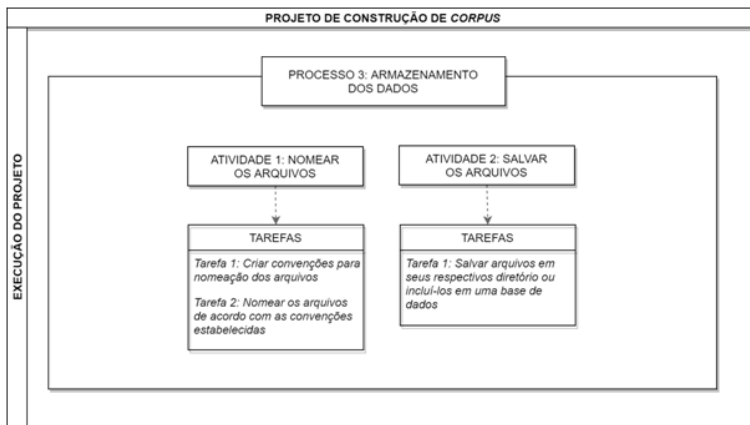 PROJETO DE CONSTRUÇÃO DE CORPUS
EXECUÇÃO DO PROJETO
PROCESSO 3: ARMAZENAMENTO
DOS DADOS
ATIVIDADE 1: NOMEAR
OS ARQUIVOS
TAREFAS
Tarefa 1: Criar convenções para
nomeação dos arquivos
Tarefa 2: Nomear os arquivos
de acordo com as convenções
estabelecidas
ATIVIDADE 2: SALVAR
OS ARQUIVOS
TAREFAS
Tarefa 1: Salvar arquivos em
seus respectivos diretório ou
incluí-los em uma base de
dados